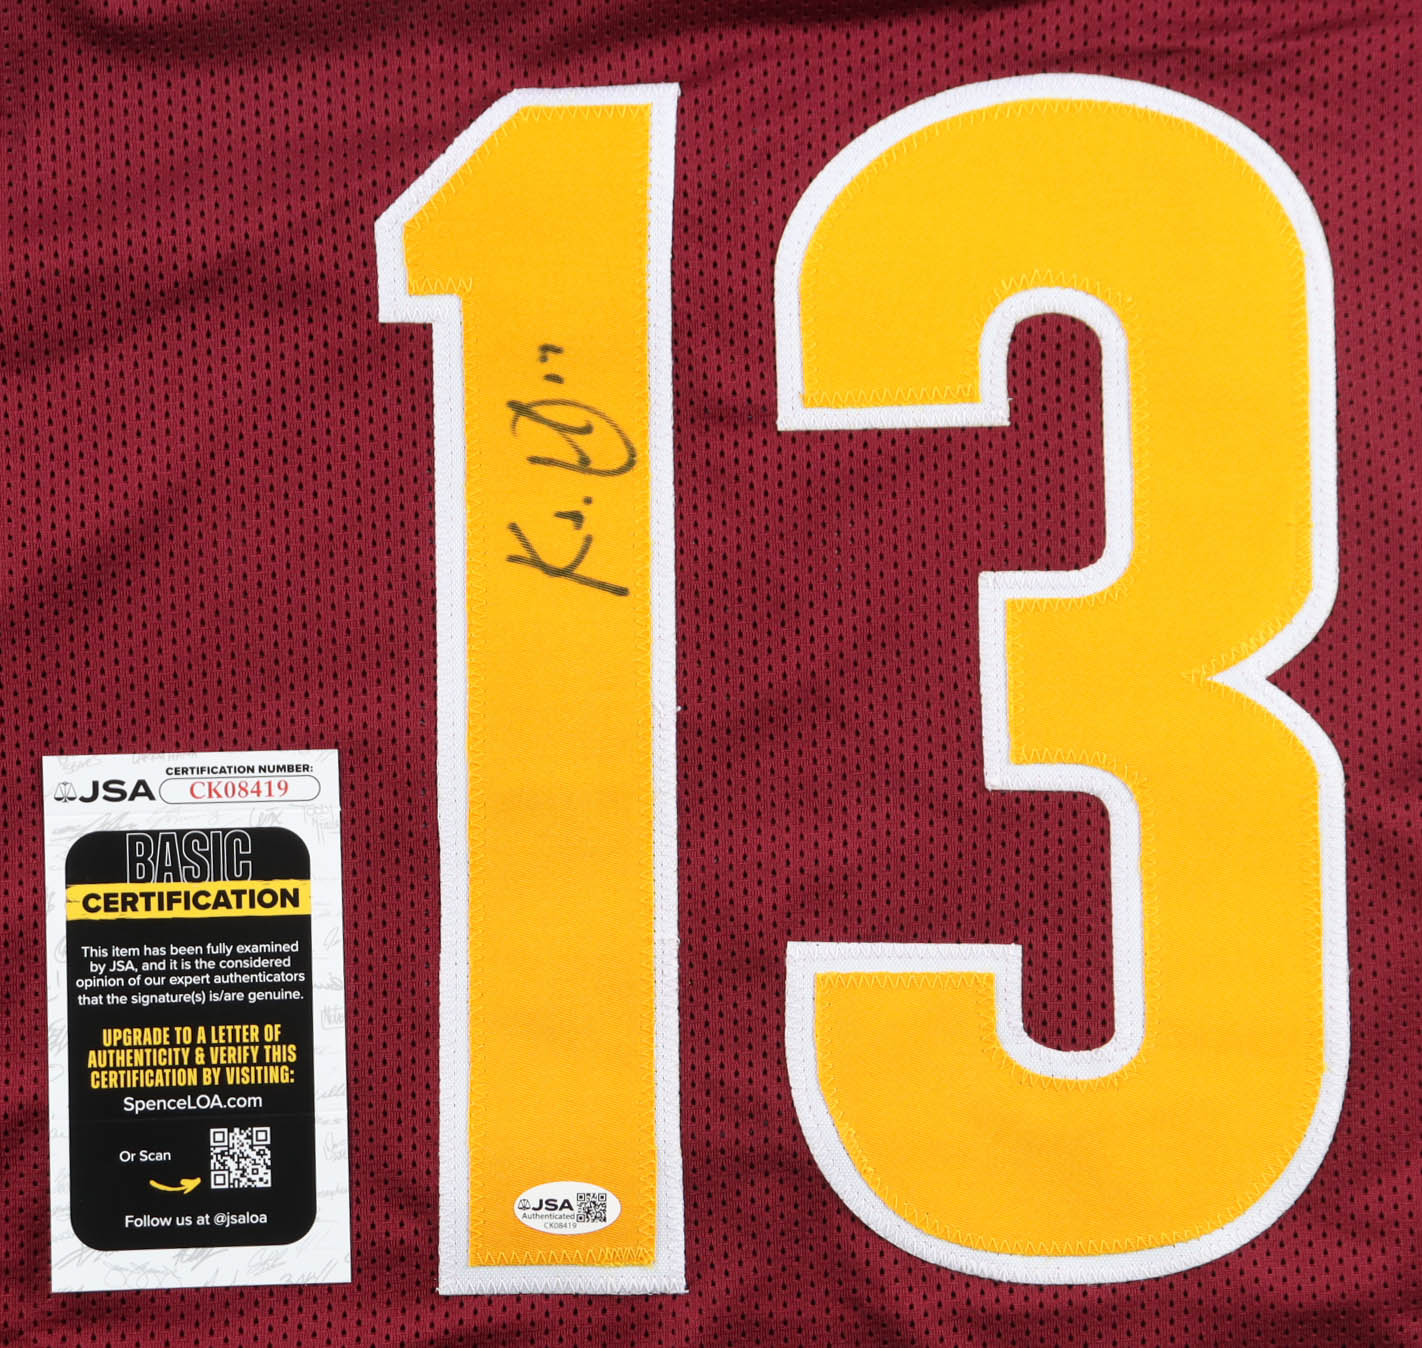 13
JSA
CERTIFICATION NUMBER:
CK08419
BASIC
CERTIFICATION
This item has been fully examined
by JSA, and it is the considered
opinion of our expert authenticators
that the signature(s) is/are genuine.
UPGRADE TO A LETTER OF
AUTHENTICITY & VERIFY THIS
CERTIFICATION BY VISITING:
SpenceLOA.com
Or Scan
Follow us at @jsaloa
JSA
Authenticated
CK08419